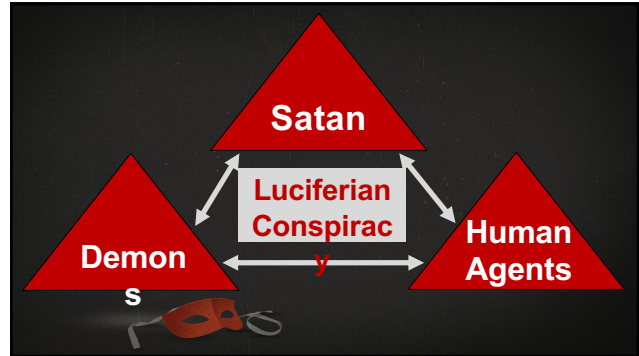 Satan
Luciferian
Conspirac
y
Demon
s
Human
Agents